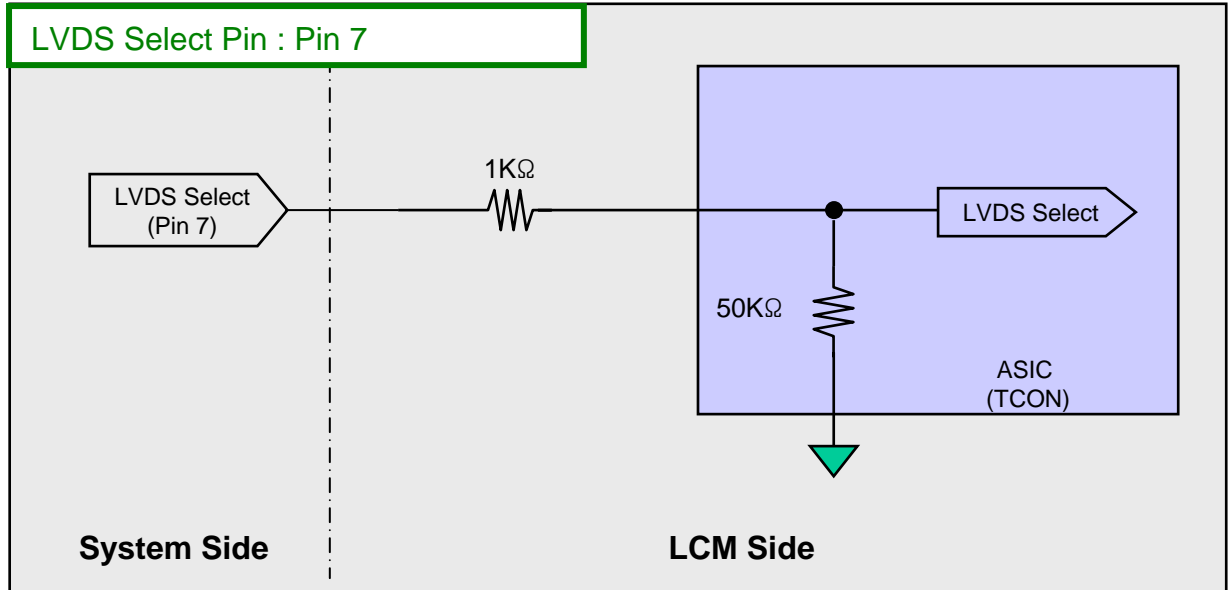 LVDS Select Pin : Pin 7
LVDS Select
(Pin 7)
1KΩ
LVDS Select
50KΩ
ASIC
(TCON)
System Side
LCM Side